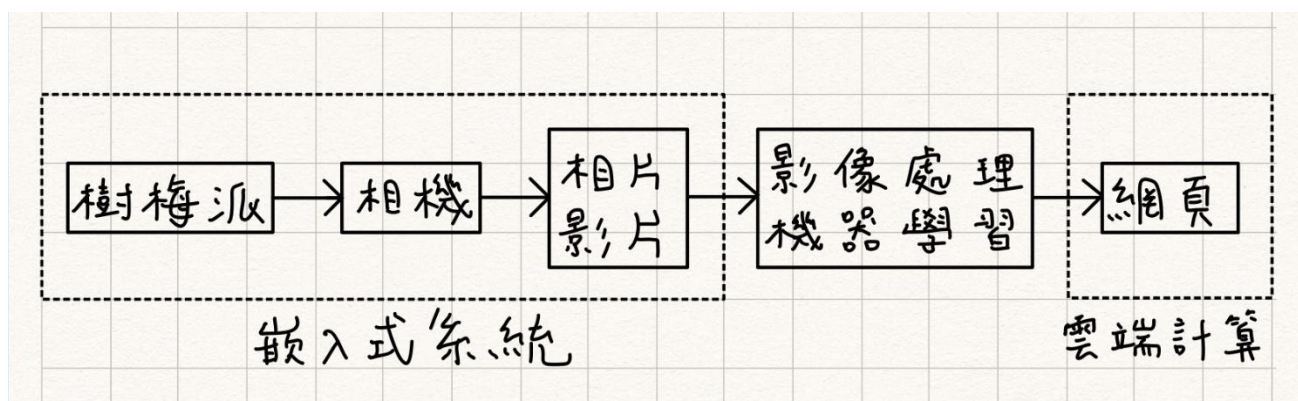 樹梅派
相機
相片
影片
影像處理
機器學習
網頁
嵌入式系統
雲端計算